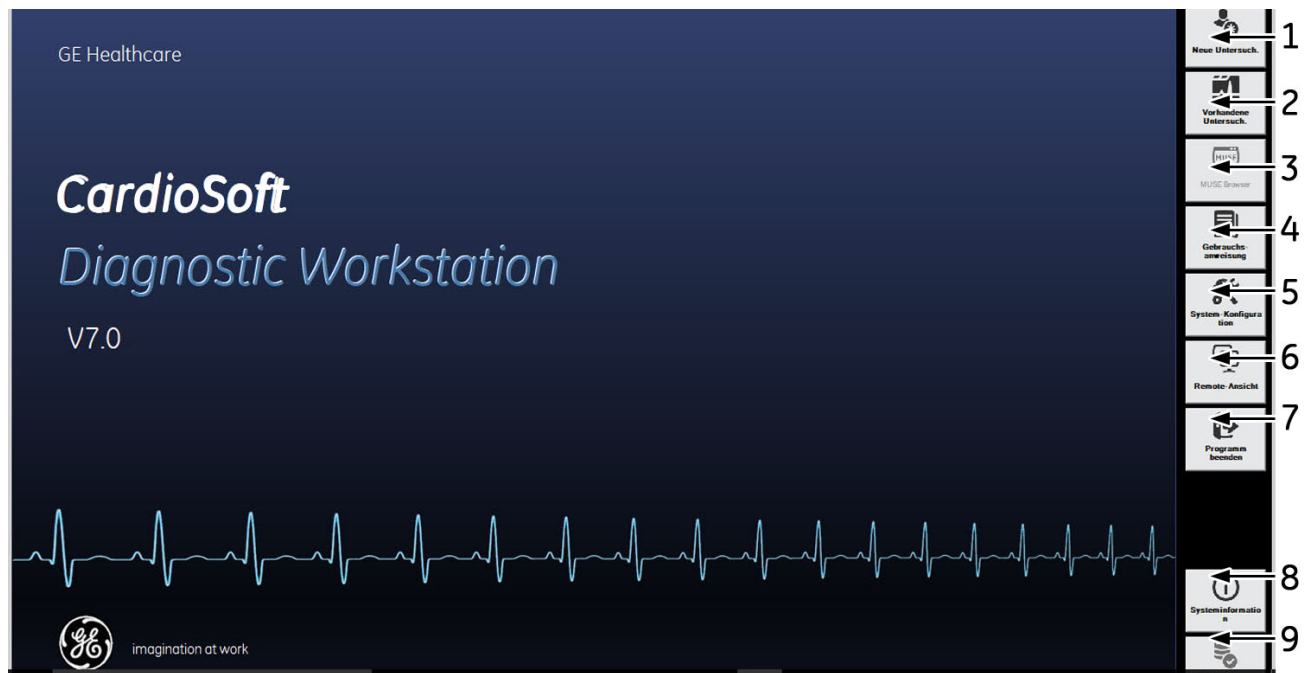 GE Healthcare
CardioSoft
Diagnostic Workstation
V7.0
imagination at work
Neue Untersuch.
1
Vorhandene
Untersuch.
2
MUSE
MUSE Browser
3
Gebrauchs-
anweisung
4
System-Konfigura
tion
5
Remote-Ansicht
6
Programm
beenden
7
Systeminformatio
n
8
9